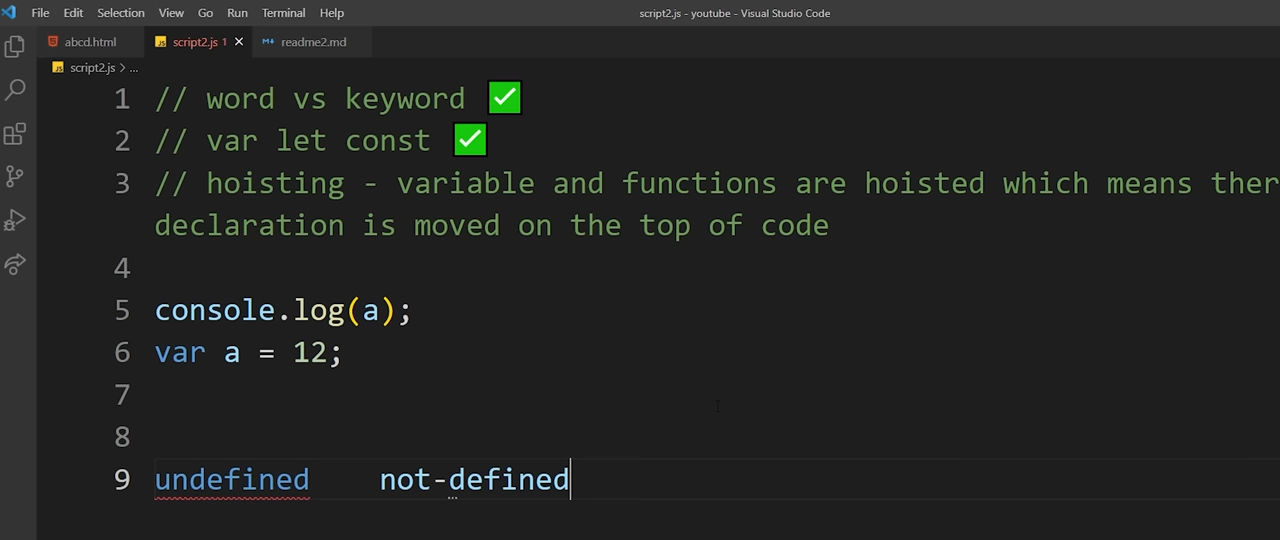 File Edit Selection View Go Run Terminal Help script2.js - youtube - Visual Studio Code
abcd.html script2.js 1 readme2.md
script2.js > ...
1 // word vs keyword ✅
2 // var let const ✅
3 // hoisting - variable and functions are hoisted which means ther
declaration is moved on the top of code
4
5 console.log(a);
6 var a = 12;
7
8
9 undefined not-defined